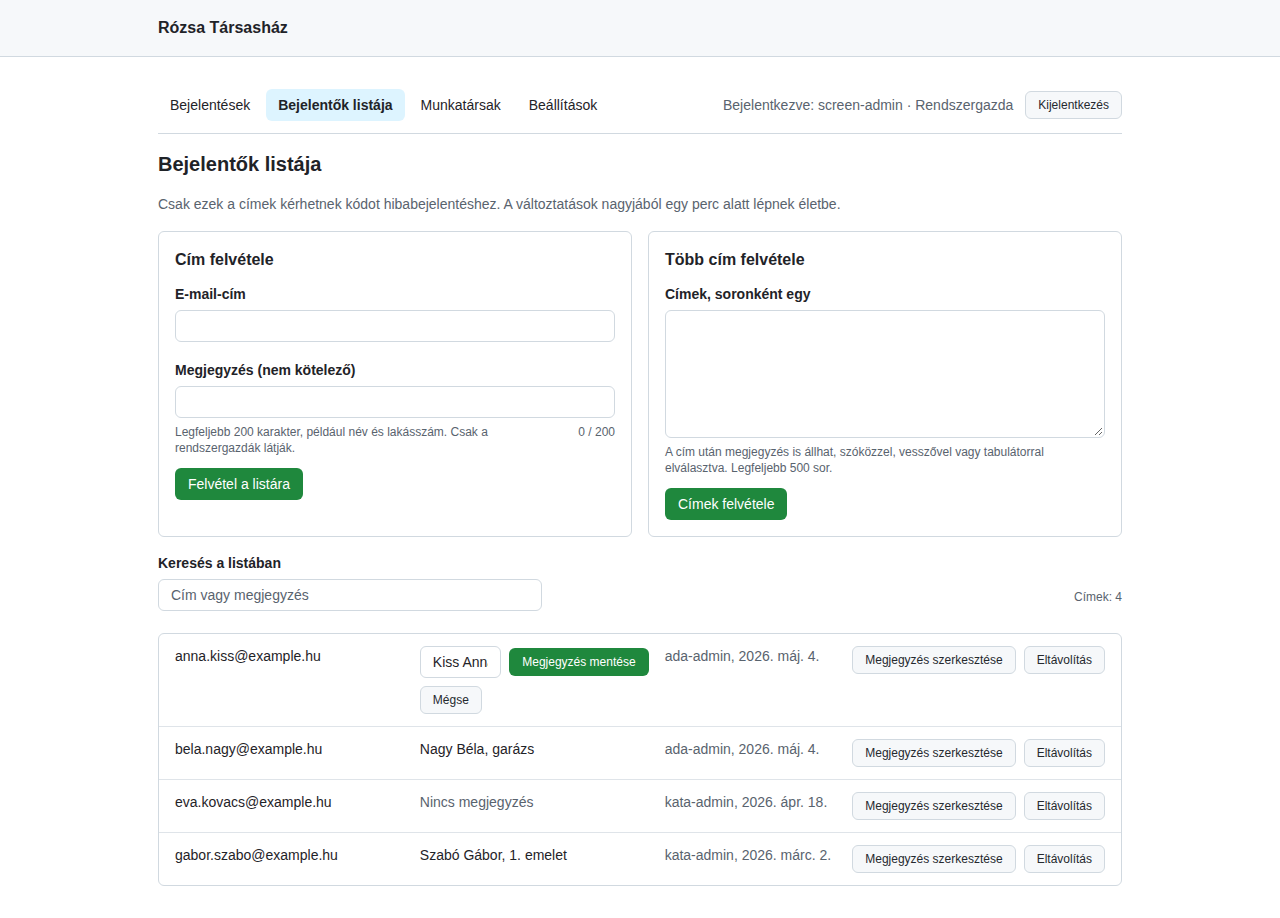 Rózsa Társasház
Bejelentések Bejelentők listája Munkatársak Beállítások Bejelentkezve: screen-admin · Rendszergazda Kijelentkezés
Bejelentők listája
Csak ezek a címek kérhetnek kódot hibabejelentéshez. A változtatások nagyjából egy perc alatt lépnek életbe.
Cím felvétele
E-mail-cím
Megjegyzés (nem kötelező)
Legfeljebb 200 karakter, például név és lakásszám. Csak a 0 / 200
rendszergazdák látják.
Felvétel a listára
Több cím felvétele
Címek, soronként egy
A cím után megjegyzés is állhat, szóközzel, vesszővel vagy tabulátorral
elválasztva. Legfeljebb 500 sor.
Címek felvétele
Keresés a listában
Cím vagy megjegyzés
Címek: 4
anna.kiss@example.hu Kiss Ann Megjegyzés mentése ada-admin, 2026. máj. 4. Megjegyzés szerkesztése Eltávolítás
Mégse
bela.nagy@example.hu Nagy Béla, garázs ada-admin, 2026. máj. 4. Megjegyzés szerkesztése Eltávolítás
eva.kovacs@example.hu Nincs megjegyzés kata-admin, 2026. ápr. 18. Megjegyzés szerkesztése Eltávolítás
gabor.szabo@example.hu Szabó Gábor, 1. emelet kata-admin, 2026. márc. 2. Megjegyzés szerkesztése Eltávolítás